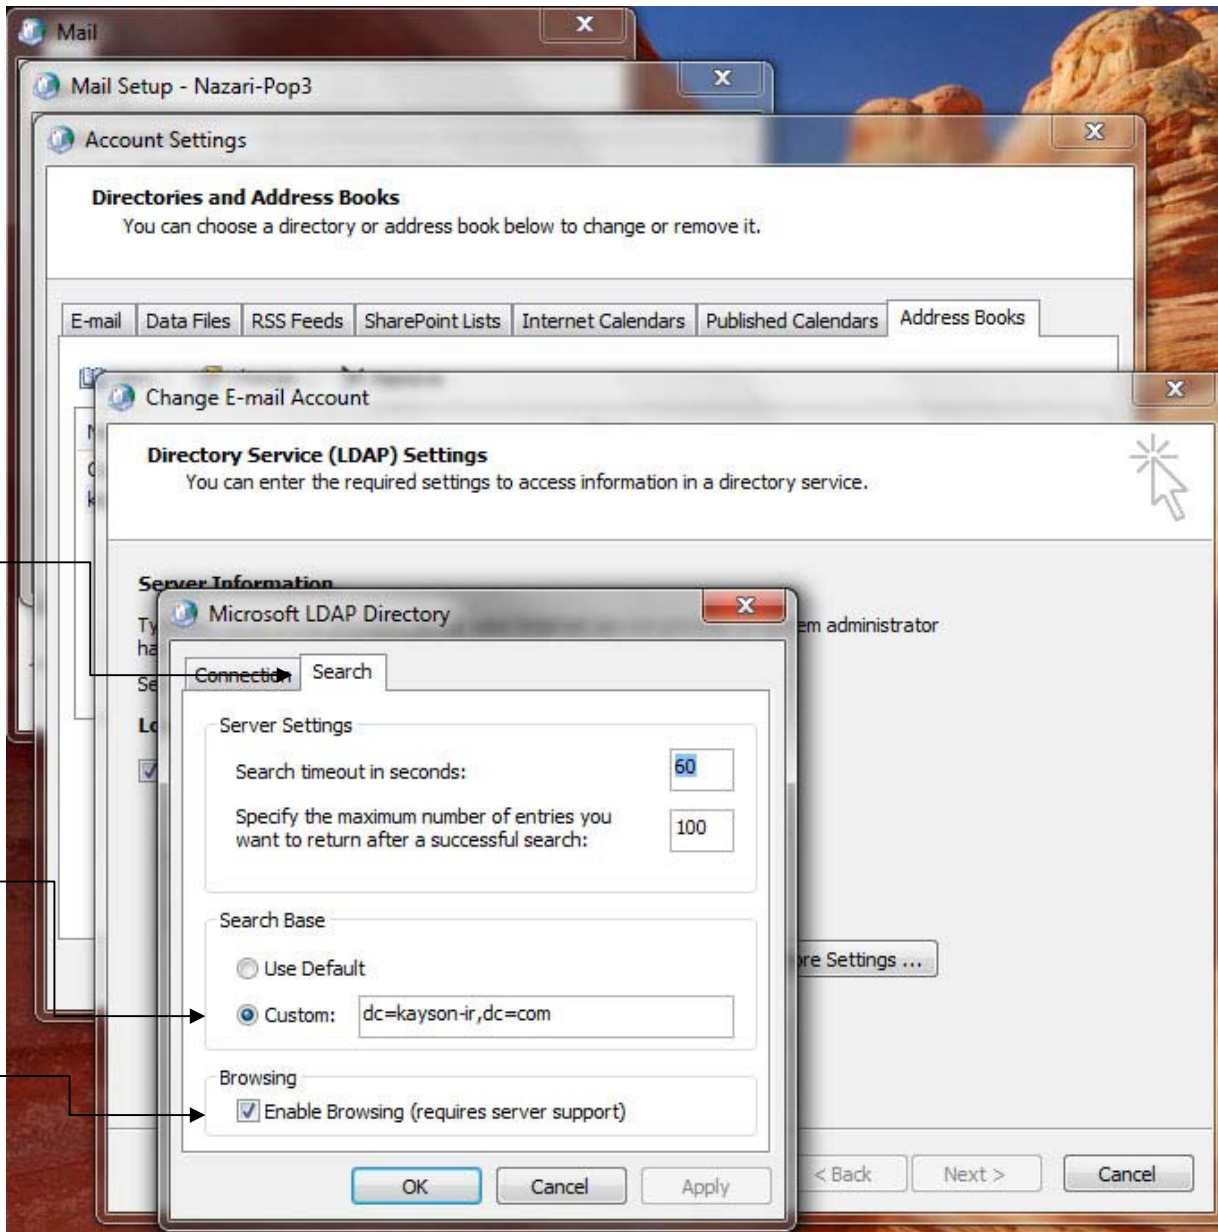 Mail
Mail Setup - Nazari-Pop3
Account Settings
Directories and Address Books
You can choose a directory or address book below to change or remove it.
E-mail Data Files RSS Feeds SharePoint Lists Internet Calendars Published Calendars Address Books
Change E-mail Account
Directory Service (LDAP) Settings
You can enter the required settings to access information in a directory service.
Server Information
Microsoft LDAP Directory
administrator
Connection Search
Server Settings
Search timeout in seconds: 60
Specify the maximum number of entries you
want to return after a successful search: 100
Search Base
Use Default
Settings ...
Custom: dc=kayson-ir,dc=com
Browsing
Enable Browsing (requires server support)
OK Cancel Apply < Back Next > Cancel